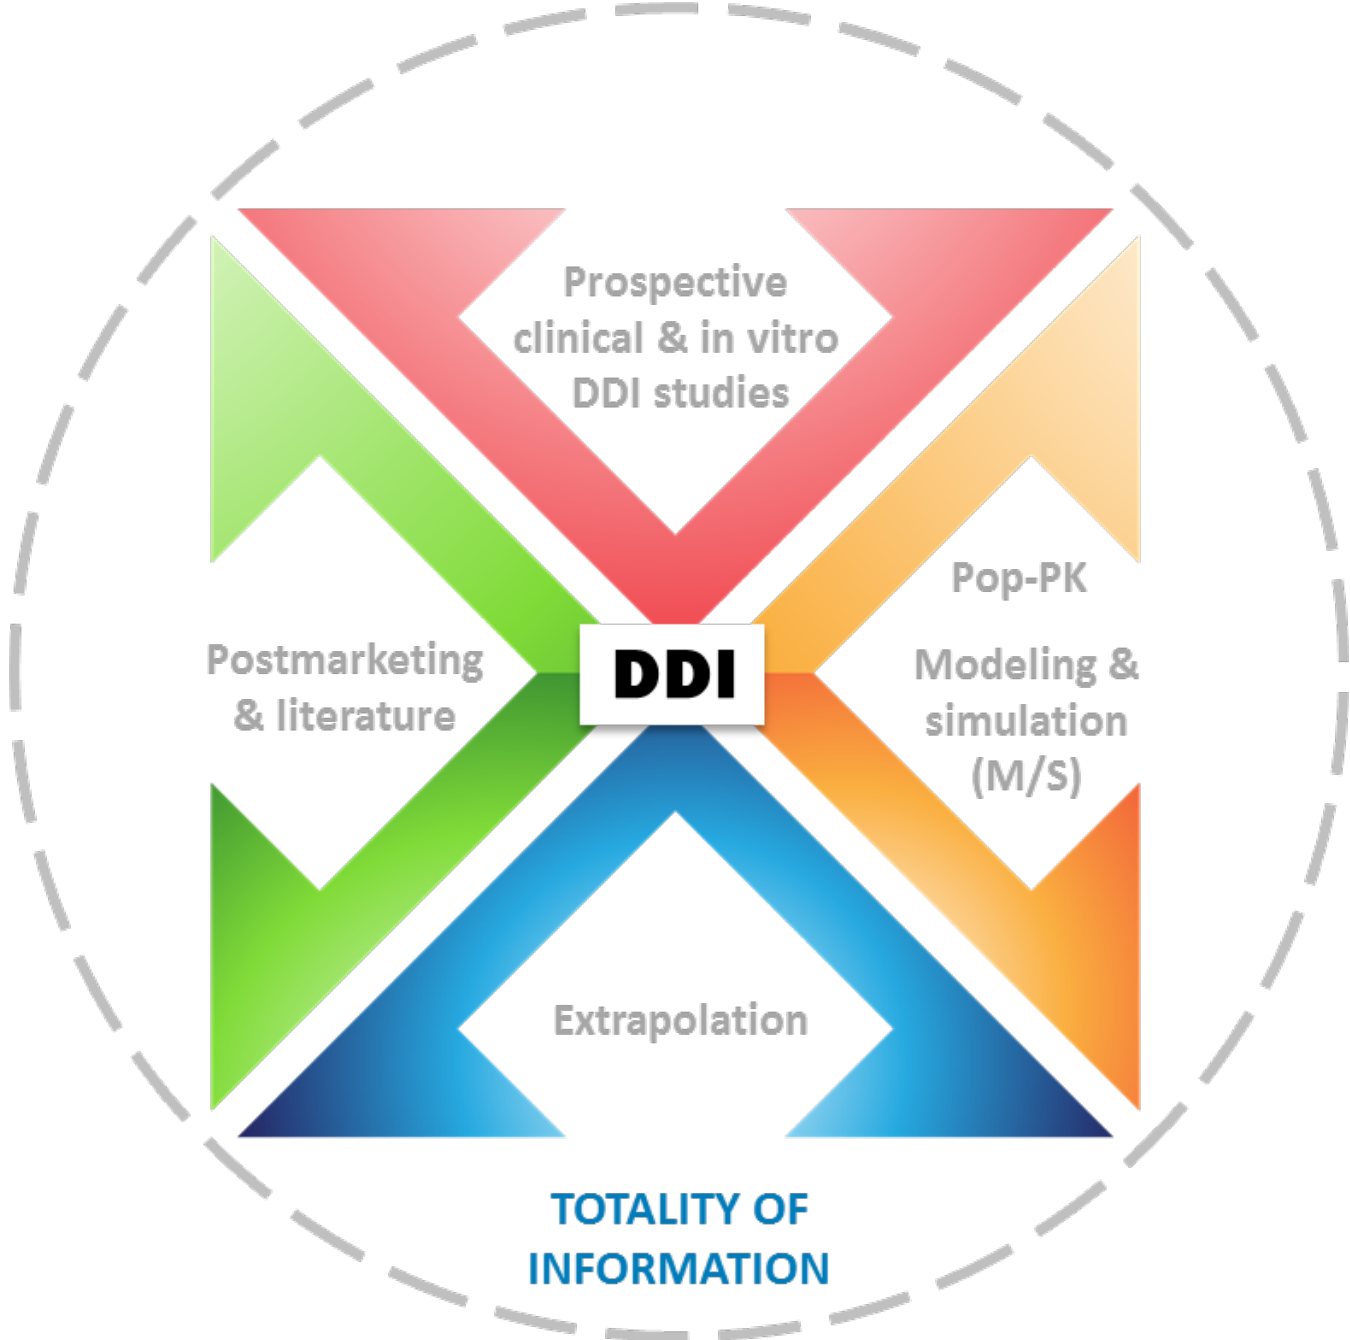 Prospective
clinical & in vitro
DDI studies
Pop-PK
Postmarketing
& literature
DDI
Modeling &
simulation
(M/S)
Extrapolation
TOTALITY OF
INFORMATION